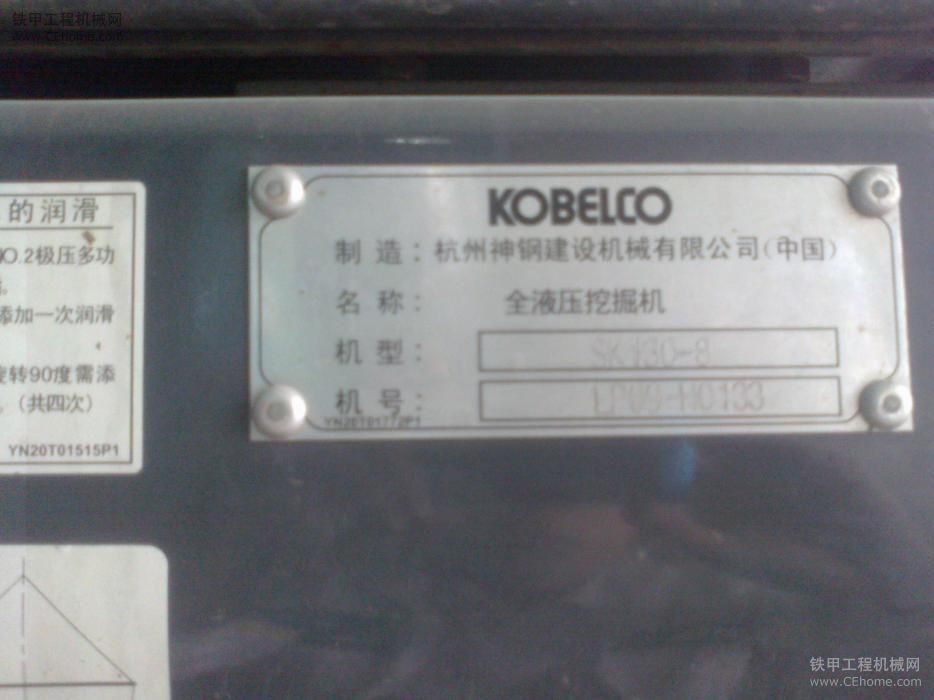 铁甲工程机械网
www.CEhome.com
的润滑
NO.2极压多功
添加一次润滑
旋转90度需添
。(共四次)
YN20T01515P1
KOBELCO
制造:杭州神钢建设机械有限公司(中国)
名称:全液压挖掘机
机型:SK130-8
机号:LP09-H0133
YN20T01772P1
铁甲工程机械网
www.CEhome.com